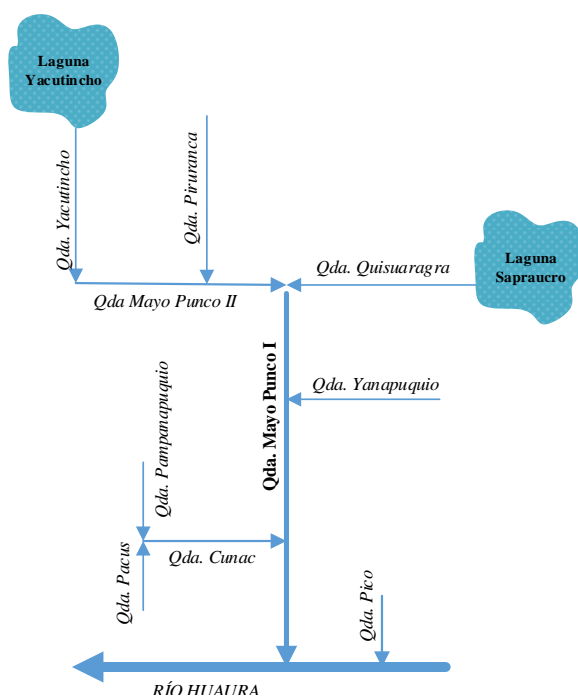 Laguna
Yacutincho
Qda. Yacutincho
Qda. Piruranca
Qda. Quisuaragra
Laguna
Sapraucro
Qda Mayo Punco II
Qda. Mayo Punco I
Qda. Yanapuquio
Qda. Pampanapuquio
Qda. Cunac
Qda. Pacus
Qda. Pico
RÍO HUAURA